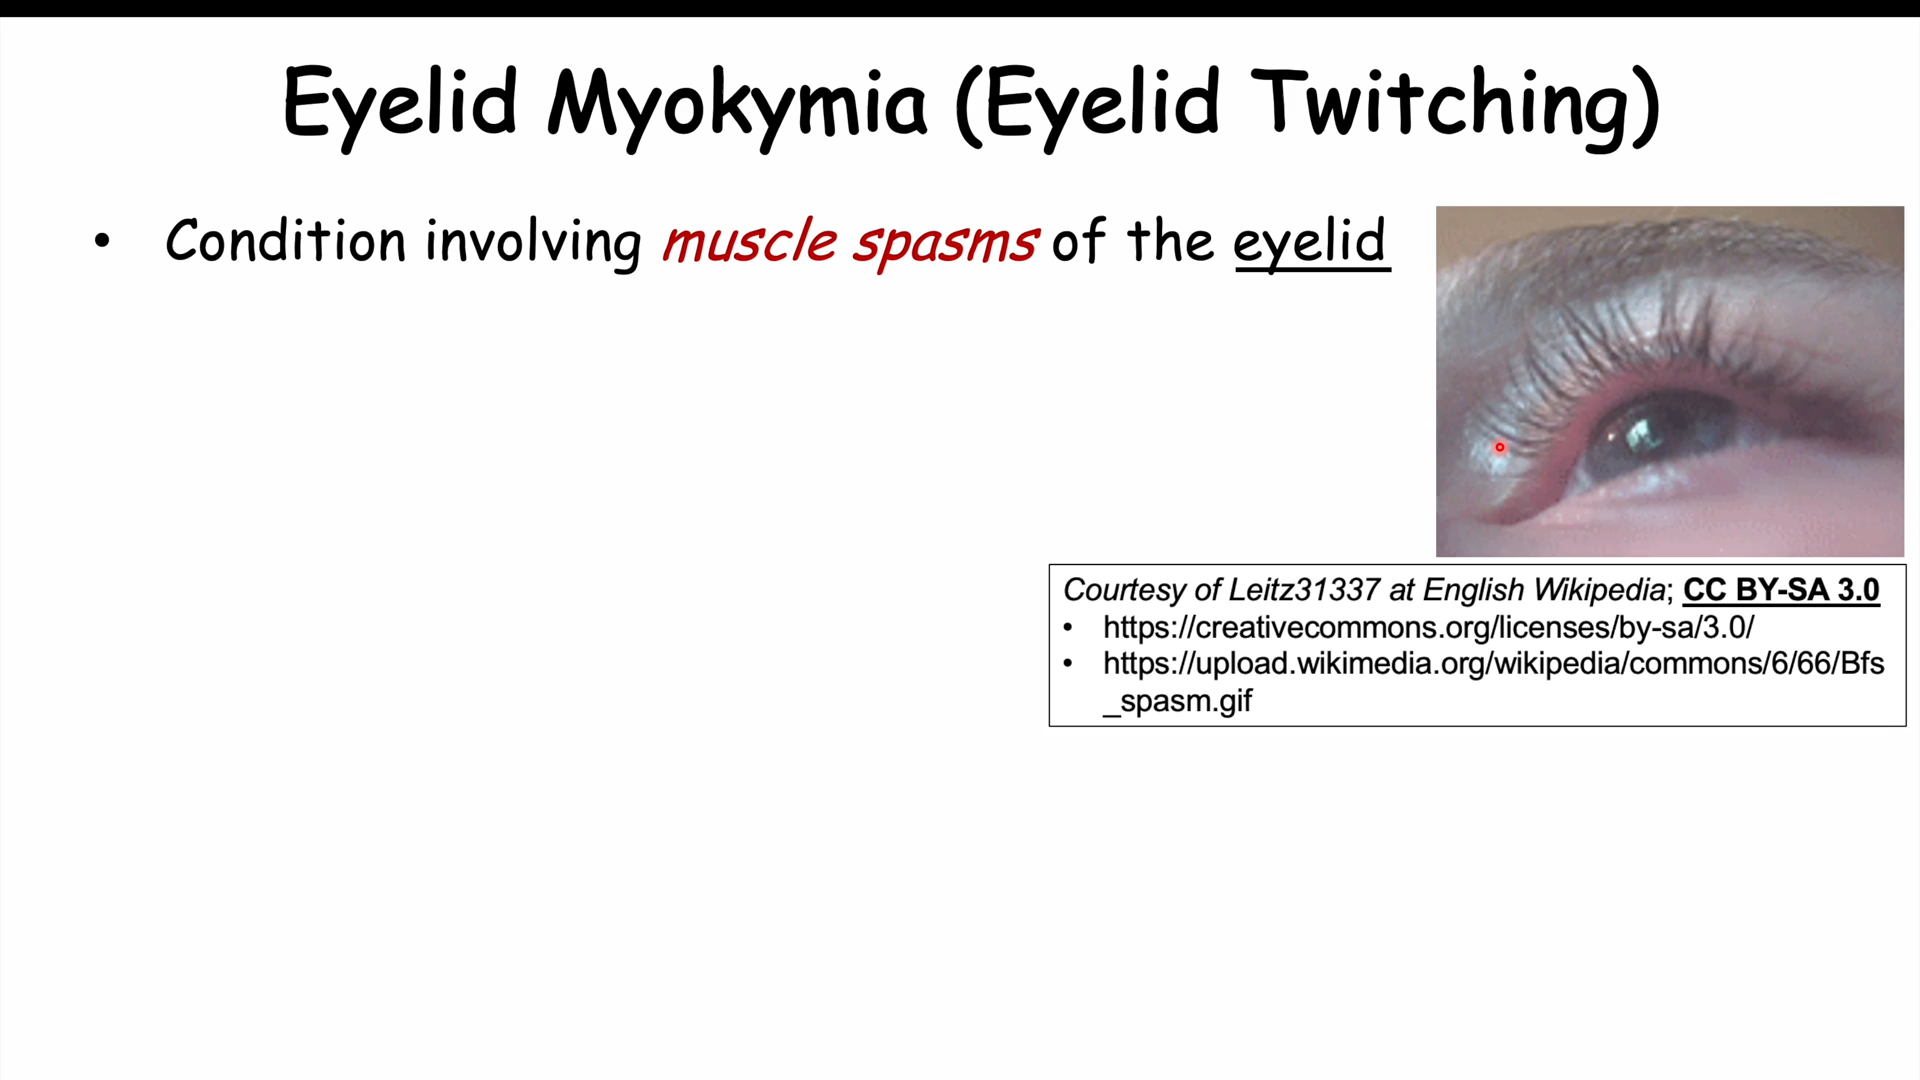 Eyelid Myokymia (Eyelid Twitching)
• Condition involving muscle spasms of the eyelid
Courtesy of Leitz31337 at English Wikipedia; CC BY-SA 3.0
• https://creativecommons.org/licenses/by-sa/3.0/
• https://upload.wikimedia.org/wikipedia/commons/6/66/Bfs
_spasm.gif